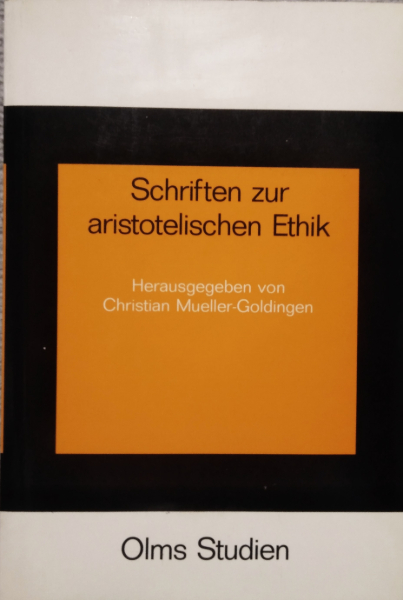 Schriften zur
aristotelischen Ethik
Herausgegeben von
Christian Mueller-Goldingen
Olms Studien